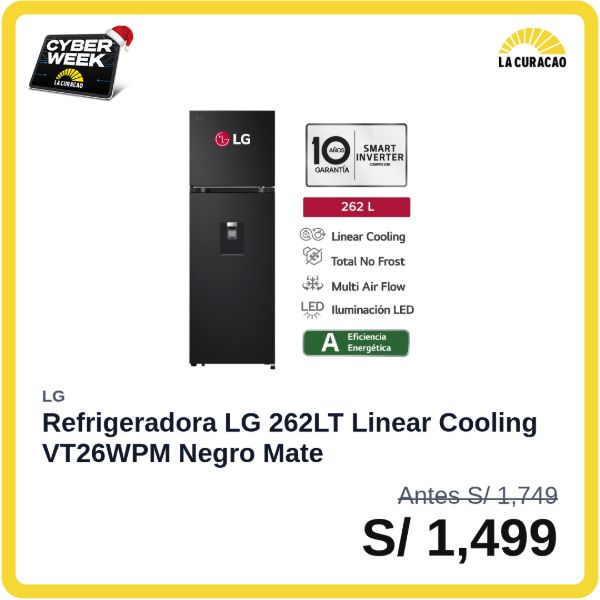 CYBER
WEEK
LA CURACAO
LA CURACAO
LG
10
AÑOS
GARANTÍA
SMART
INVERTER
COMPRESSOR
262 L
Linear Cooling
Total No Frost
Multi Air Flow
LED Iluminación LED
A Eficiencia
Energética
LG
Refrigeradora LG 262LT Linear Cooling
VT26WPM Negro Mate
Antes S/ 1,749
S/ 1,499